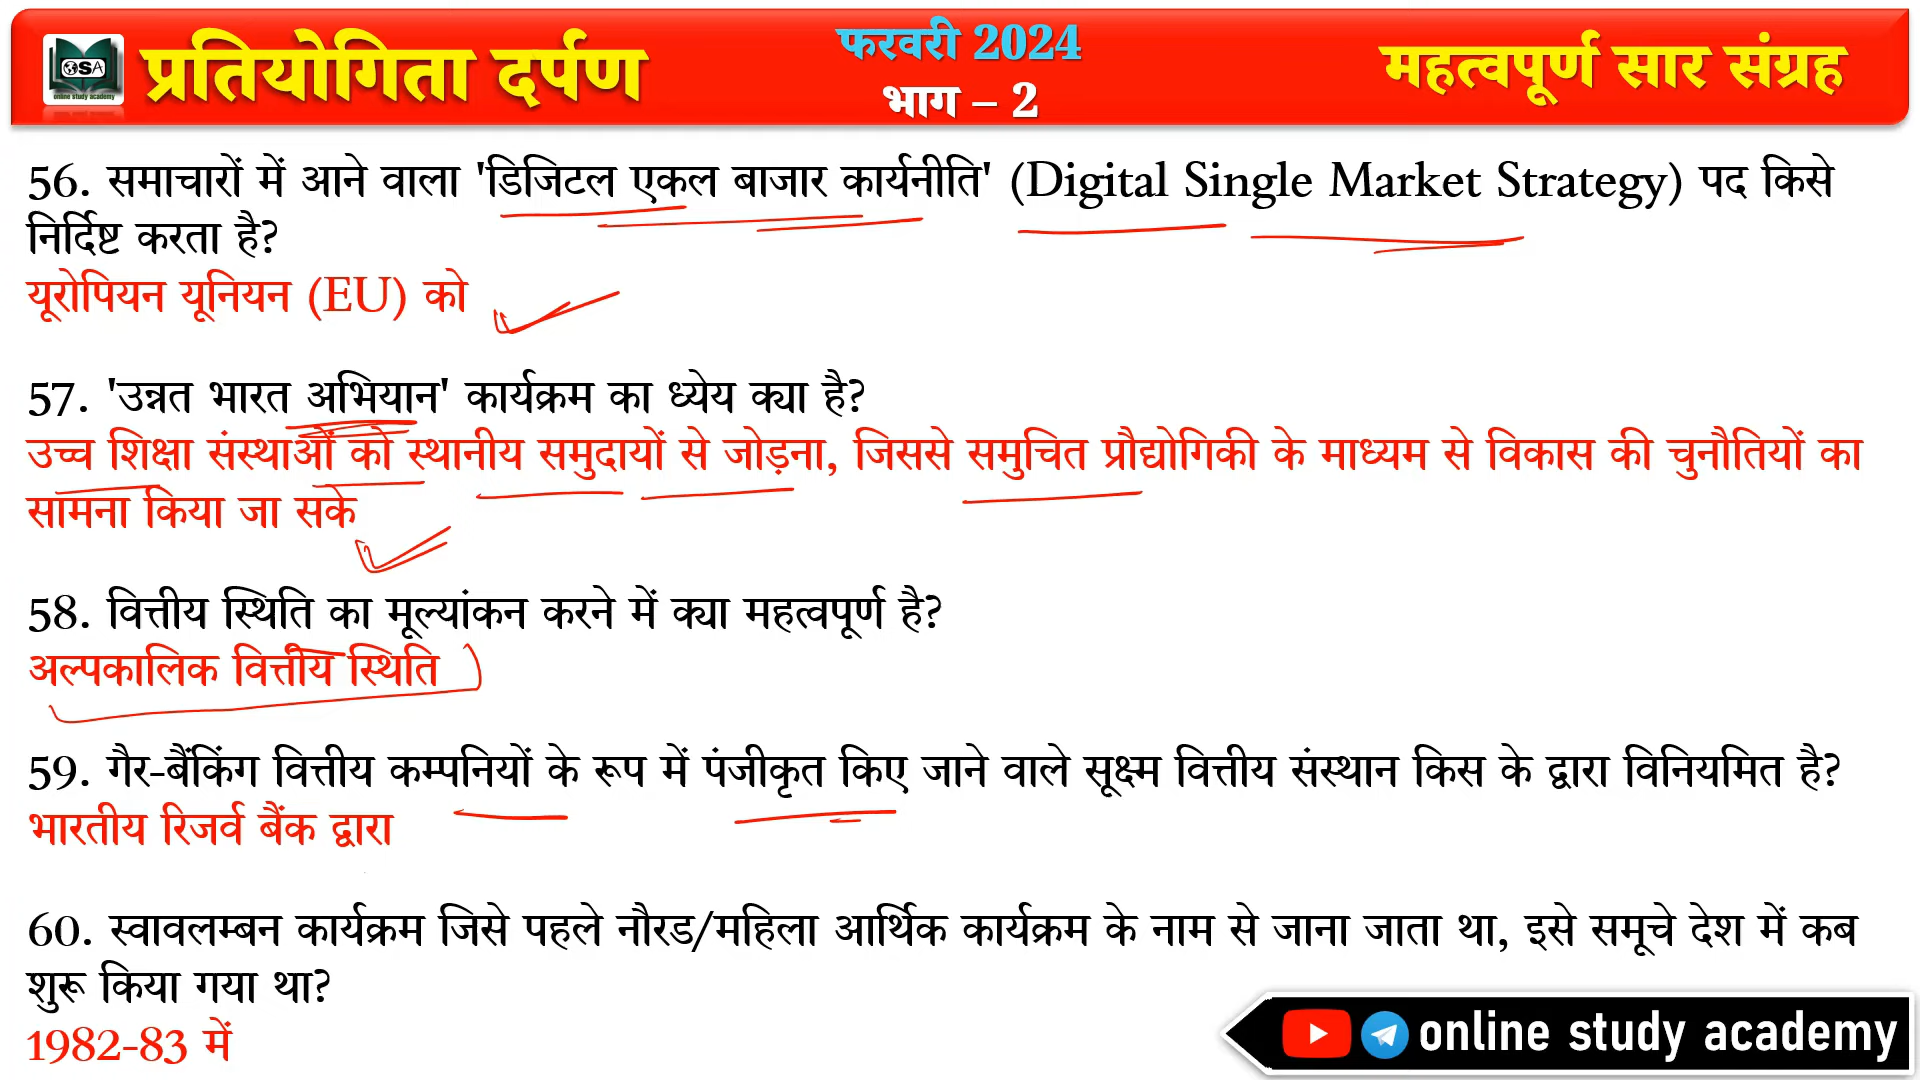 OSA
online study academy
प्रतियोगिता दर्पण
फरवरी 2024
भाग – 2
महत्वपूर्ण सार संग्रह
56. समाचारों में आने वाला 'डिजिटल एकल बाजार कार्यनीति' (Digital Single Market Strategy) पद किसे
निर्दिष्ट करता है?
यूरोपियन यूनियन (EU) को
57. 'उन्नत भारत अभियान' कार्यक्रम का ध्येय क्या है?
उच्च शिक्षा संस्थाओं को स्थानीय समुदायों से जोड़ना, जिससे समुचित प्रौद्योगिकी के माध्यम से विकास की चुनौतियों का
सामना किया जा सके
58. वित्तीय स्थिति का मूल्यांकन करने में क्या महत्वपूर्ण है?
अल्पकालिक वित्तीय स्थिति
59. गैर-बैंकिंग वित्तीय कम्पनियों के रूप में पंजीकृत किए जाने वाले सूक्ष्म वित्तीय संस्थान किस के द्वारा विनियमित है?
भारतीय रिजर्व बैंक द्वारा
60. स्वावलम्बन कार्यक्रम जिसे पहले नौरड/महिला आर्थिक कार्यक्रम के नाम से जाना जाता था, इसे समूचे देश में कब
शुरू किया गया था?
1982-83 में
online study academy